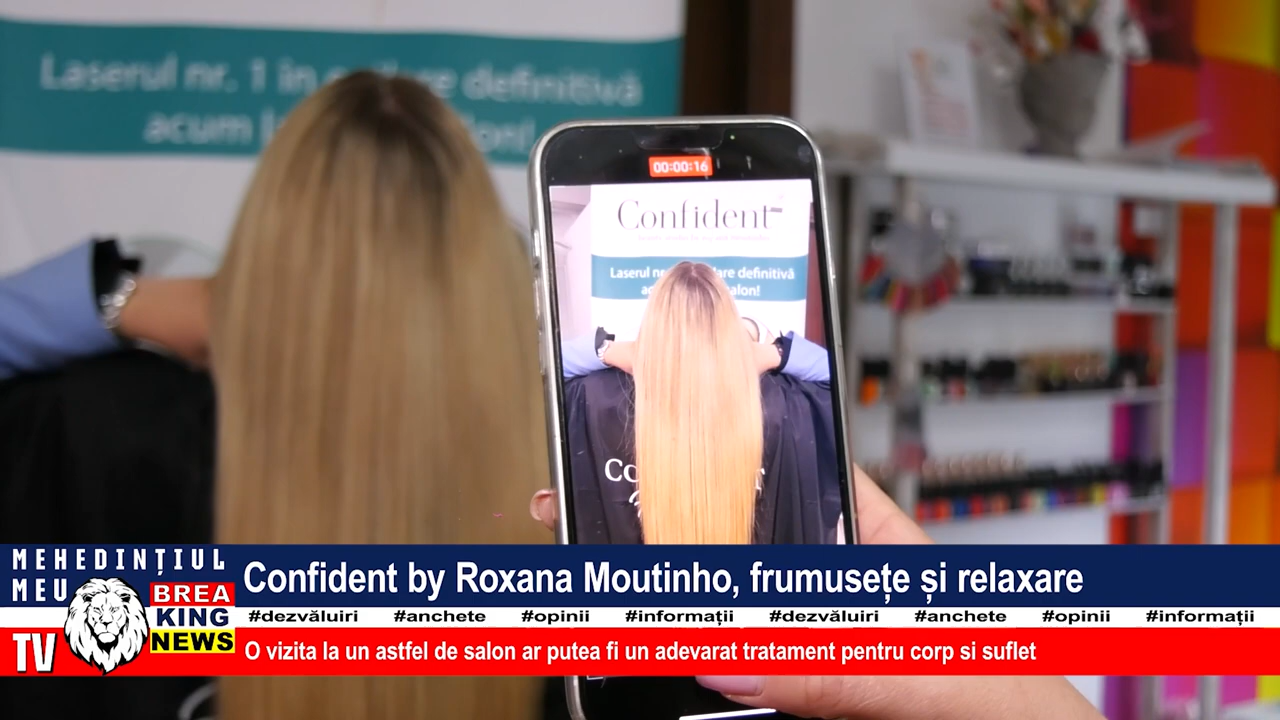 Laserul nr. 1 în definitivă
acum
00:00:16
Confident
Laserul definitivă
salon!
MEHEDINȚIUL
MEU
TV
BREA
KING
NEWS
Confident by Roxana Moutinho, frumusețe și relaxare
#dezvăluiri #anchete #opinii #informații #dezvăluiri #anchete #opinii #informații
O vizita la un astfel de salon ar putea fi un adevarat tratament pentru corp si suflet